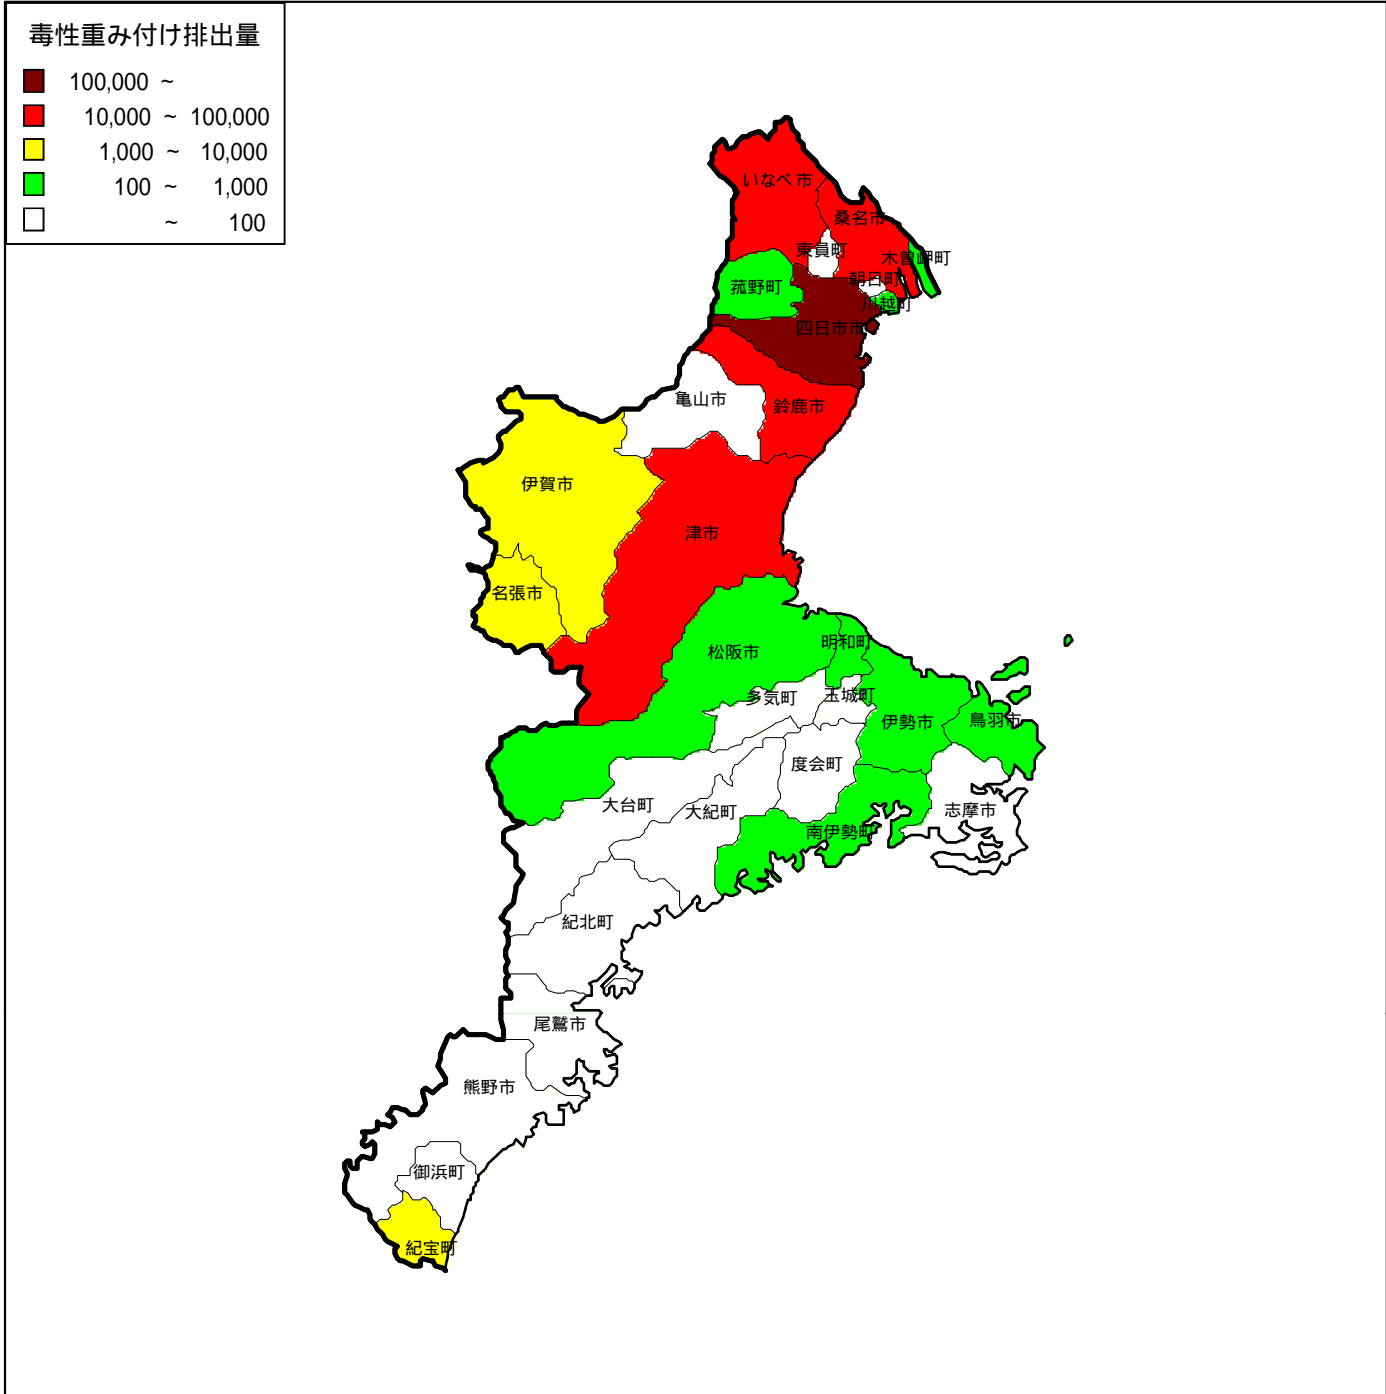 毒性重み付け排出量
100,000 ~
10,000 ~ 100,000
1,000 ~ 10,000
100 ~ 1,000
~ 100
いなべ市
桑名市
東員町
木曽岬町
朝日町
菰野町
川越町
四日市市
亀山市
鈴鹿市
伊賀市
津市
名張市
明和町
松阪市
多気町
玉城町
伊勢市
鳥羽市
度会町
大台町
大紀町
志摩市
南伊勢町
紀北町
尾鷲市
熊野市
御浜町
紀宝町